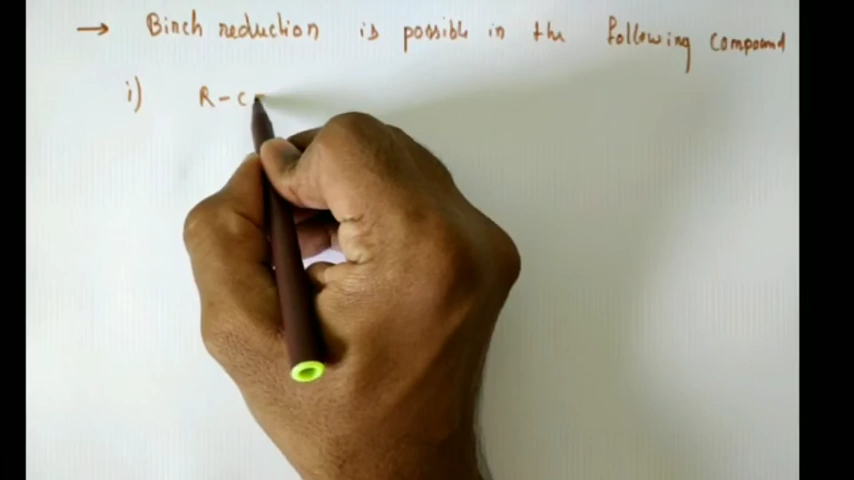 → Birch reduction is possible in the following compound
i) R-C-